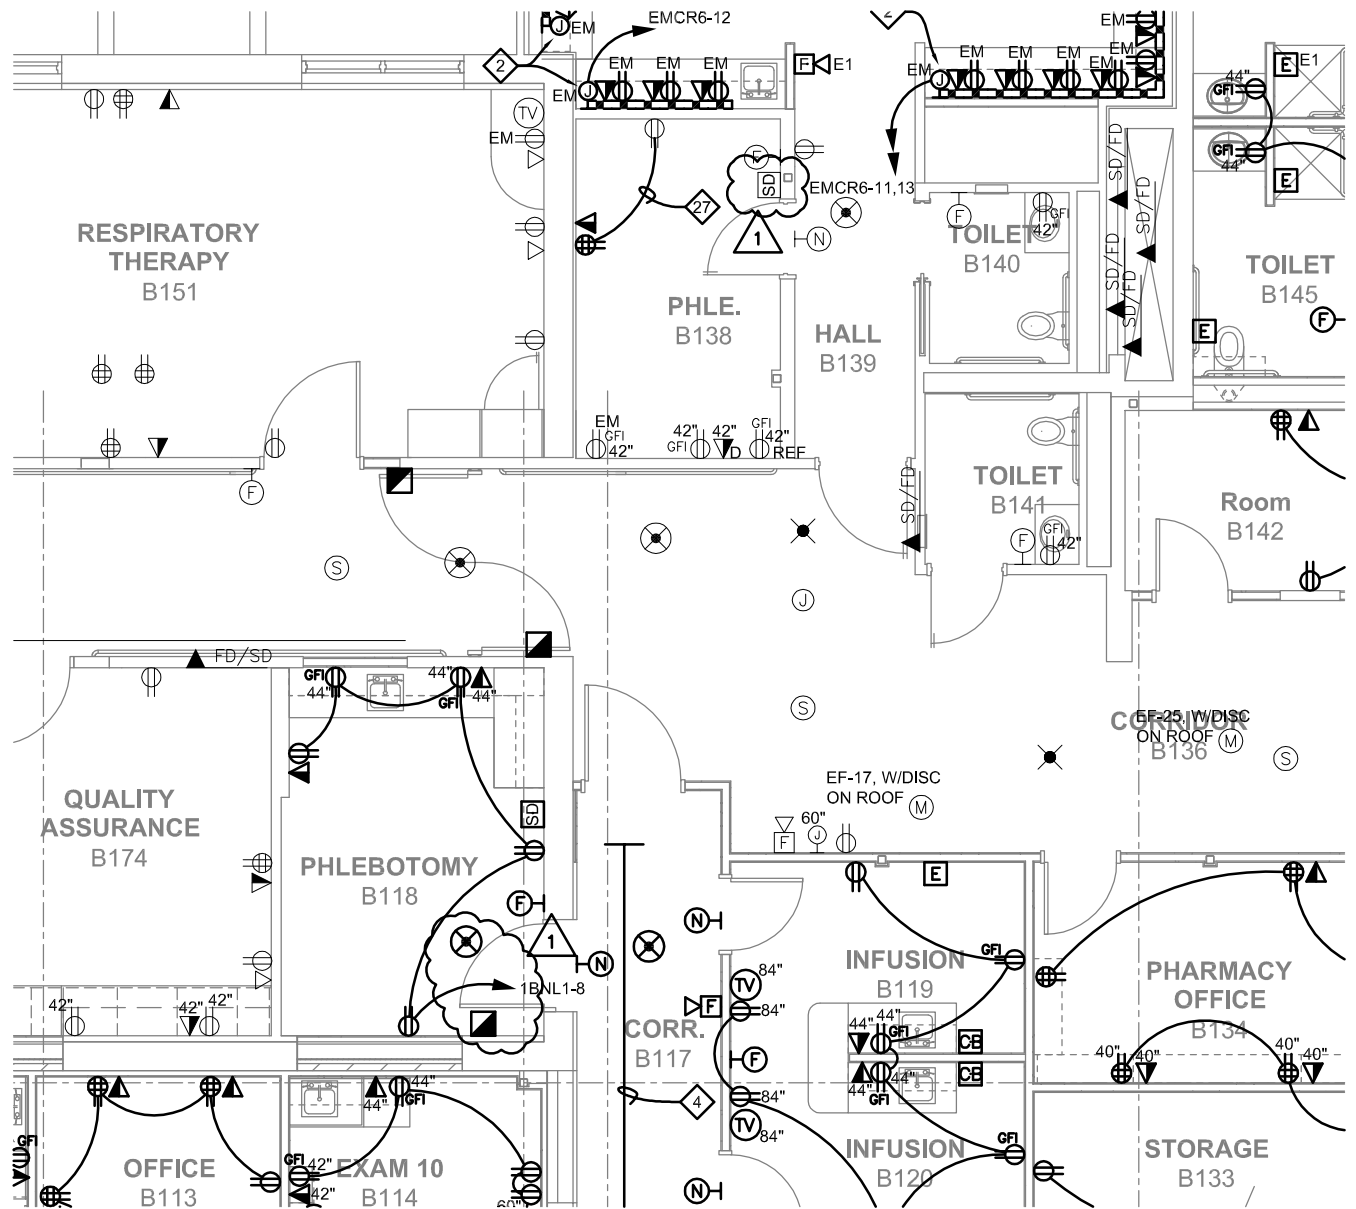 EMCR6-12
EM
J
2
EM
EM
EM
EM
J
F
E1
2
EM
EM
EM
EM
EM
EM
J
EM
E
E1
44"
GFI
GFI
44"
E
TV
EM
F
SD
EMCR6-11,13
27
1
N
F
GFI
42"
TOILET
B140
SD/FD
SD/FD
SD/FD
SD/FD
TOILET
B145
E
F
RESPIRATORY
THERAPY
B151
PHLE.
B138
HALL
B139
EM
GFI
42"
42"
GFI
42"
D
GFI
42"
REF
F
SD/FD
TOILET
B141
GFI
42"
F
Room
B142
S
J
FD/SD
GFI
44"
44"
GFI
44"
S
EF-25, W/DISC
ON ROOF
M
CORRIDOR
B136
S
EF-17, W/DISC
ON ROOF
M
QUALITY
ASSURANCE
B174
SD
PHLEBOTOMY
B118
60"
F
J
E
F
1
N
N
1BNL1-8
42"
42"
42"
GFI
INFUSION
B119
PHARMACY
OFFICE
B134
84"
TV
84"
F
CORR.
B117
44"
44"
GFI
CB
F
40"
40"
40"
40"
44"
GFI
44"
CB
44"
44"
GFI
4
84"
TV
84"
GFI
GFI
OFFICE
B113
GFI
42"
42"
EXAM 10
B114
60"
N
INFUSION
B120
STORAGE
B133